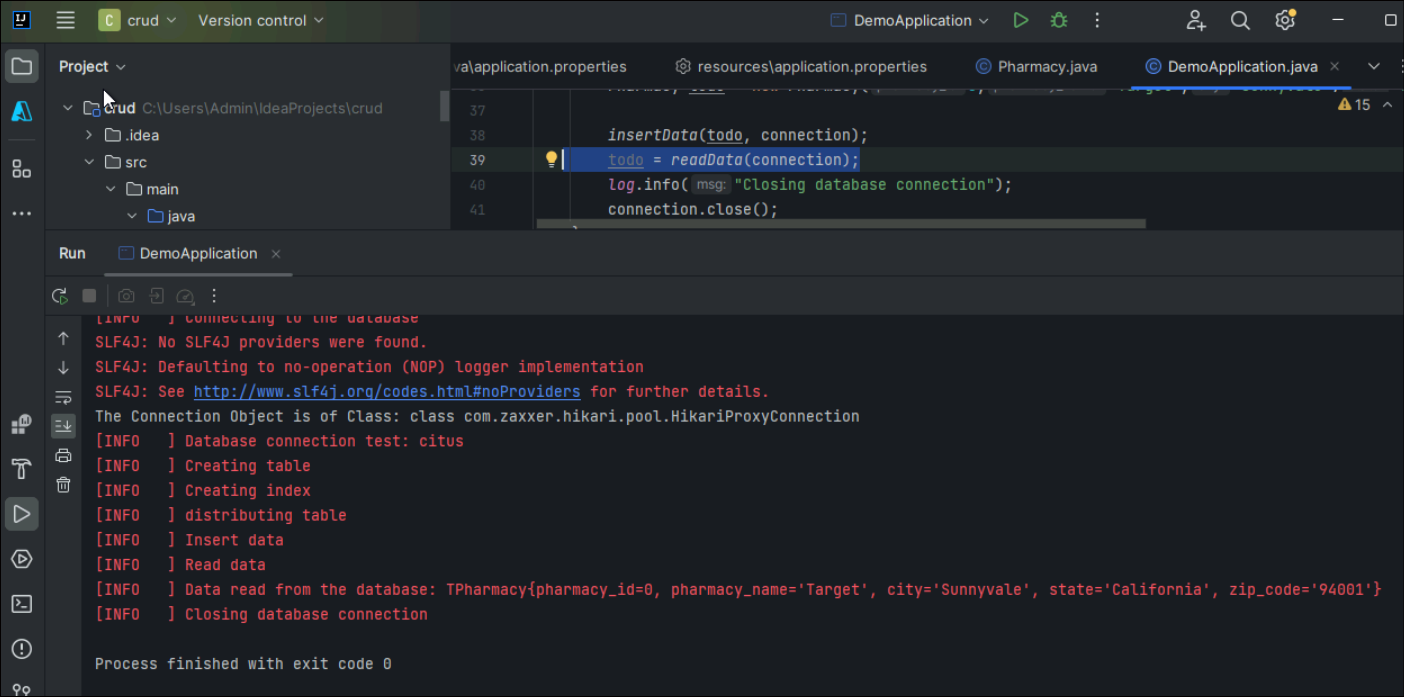 IJ
C crud Version control DemoApplication
Project
va\application.properties resources\application.properties Pharmacy.java DemoApplication.java
crud C:\Users\Admin\IdeaProjects\crud
.idea
src
main
java
15
37
38 insertData(todo, connection);
39 todo = readData(connection);
40 log.info( msg: "Closing database connection");
41 connection.close();
Run DemoApplication
[INFO   ] Connecting to the database
SLF4J: No SLF4J providers were found.
SLF4J: Defaulting to no-operation (NOP) logger implementation
SLF4J: See http://www.slf4j.org/codes.html#noProviders for further details.
The Connection Object is of Class: class com.zaxxer.hikari.pool.HikariProxyConnection
[INFO   ] Database connection test: citus
[INFO   ] Creating table
[INFO   ] Creating index
[INFO   ] distributing table
[INFO   ] Insert data
[INFO   ] Read data
[INFO   ] Data read from the database: TPharmacy{pharmacy_id=0, pharmacy_name='Target', city='Sunnyvale', state='California', zip_code='94001'}
[INFO   ] Closing database connection
Process finished with exit code 0